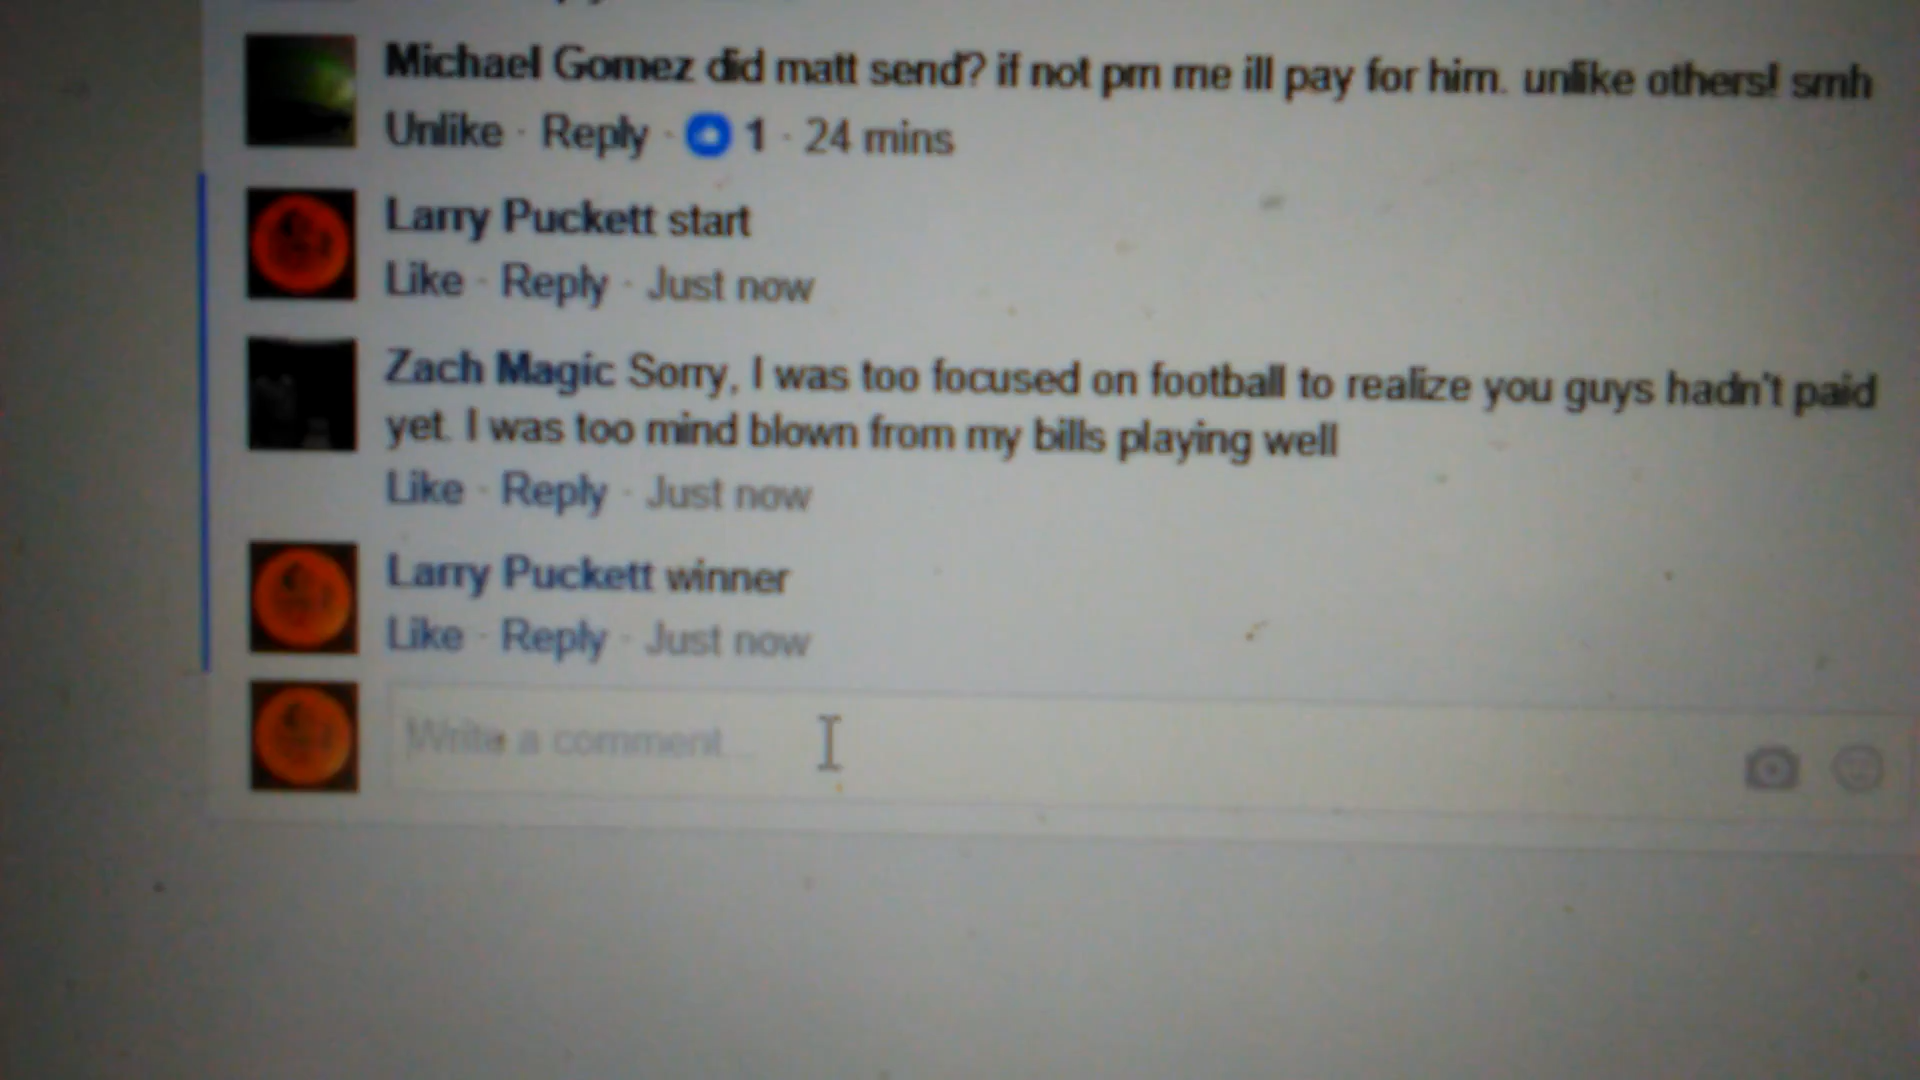 Michael Gomez did matt send? if not pm me ill pay for him. unlike others! smh
Unlike · Reply · 1 · 24 mins
Larry Puckett start
Like · Reply · Just now
Zach Magic Sorry, I was too focused on football to realize you guys hadn't paid
yet. I was too mind blown from my bills playing well
Like · Reply · Just now
Larry Puckett winner
Like · Reply · Just now
Write a comment...